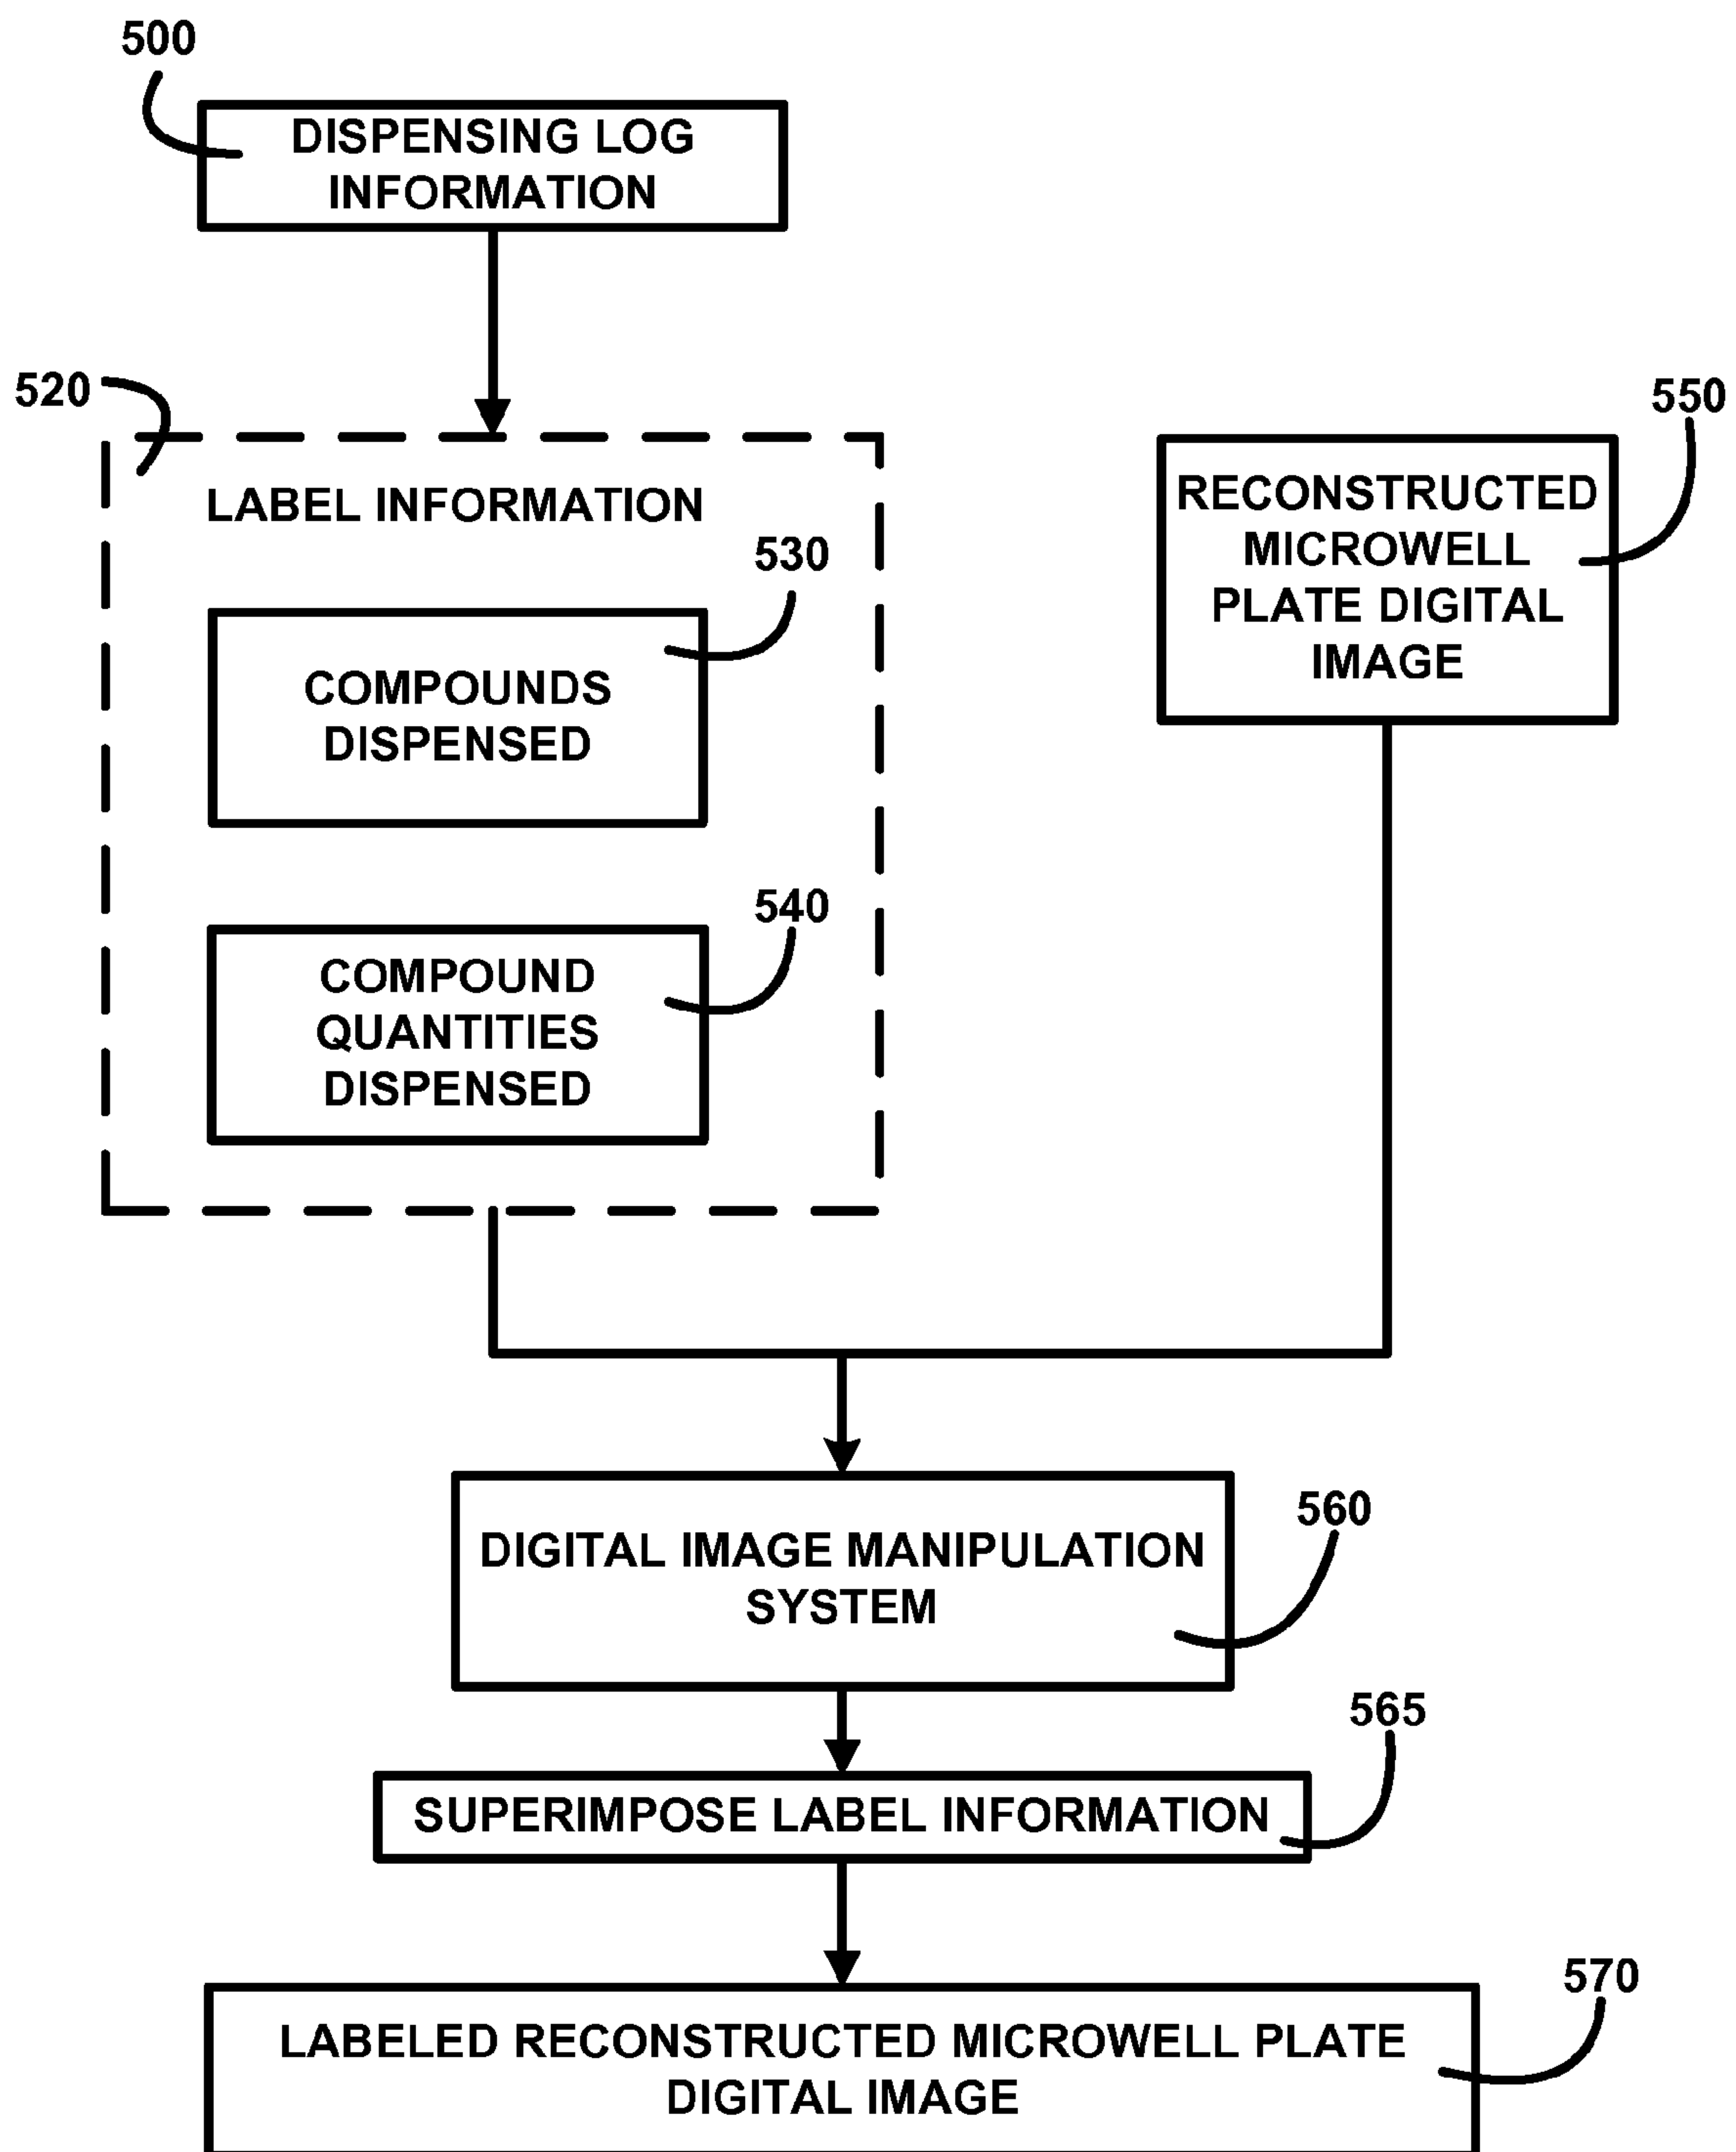 500
DISPENSING LOG
INFORMATION
520
LABEL INFORMATION
530
COMPOUNDS
DISPENSED
540
COMPOUND
QUANTITIES
DISPENSED
550
RECONSTRUCTED
MICROWELL
PLATE DIGITAL
IMAGE
560
DIGITAL IMAGE MANIPULATION
SYSTEM
565
SUPERIMPOSE LABEL INFORMATION
570
LABELED RECONSTRUCTED MICROWELL PLATE
DIGITAL IMAGE